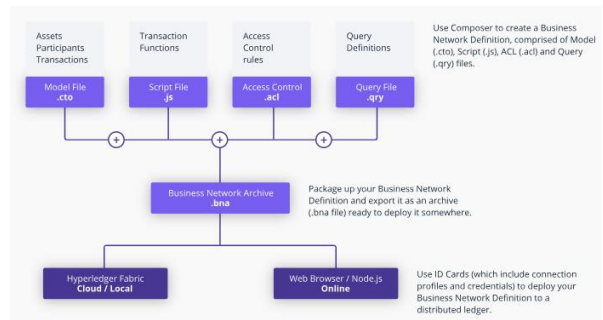 Assets
Participants
Transactions
Transaction
Functions
Access
Control
rules
Query
Definitions
Use Composer to create a Business
Network Definition, comprised of Model
(.cto), Script (.js), ACL (.acl) and Query
(.qry) files.
Model File
.cto
Script File
.js
Access Control
.acl
Query File
.qry
+
+
+
Business Network Archive
.bna
Package up your Business Network
Definition and export it as an archive
(.bna file) ready to deploy it somewhere.
Hyperledger Fabric
Cloud / Local
Web Browser / Node.js
Online
Use ID Cards (which include connection
profiles and credentials) to deploy your
Business Network Definition to a
distributed ledger.